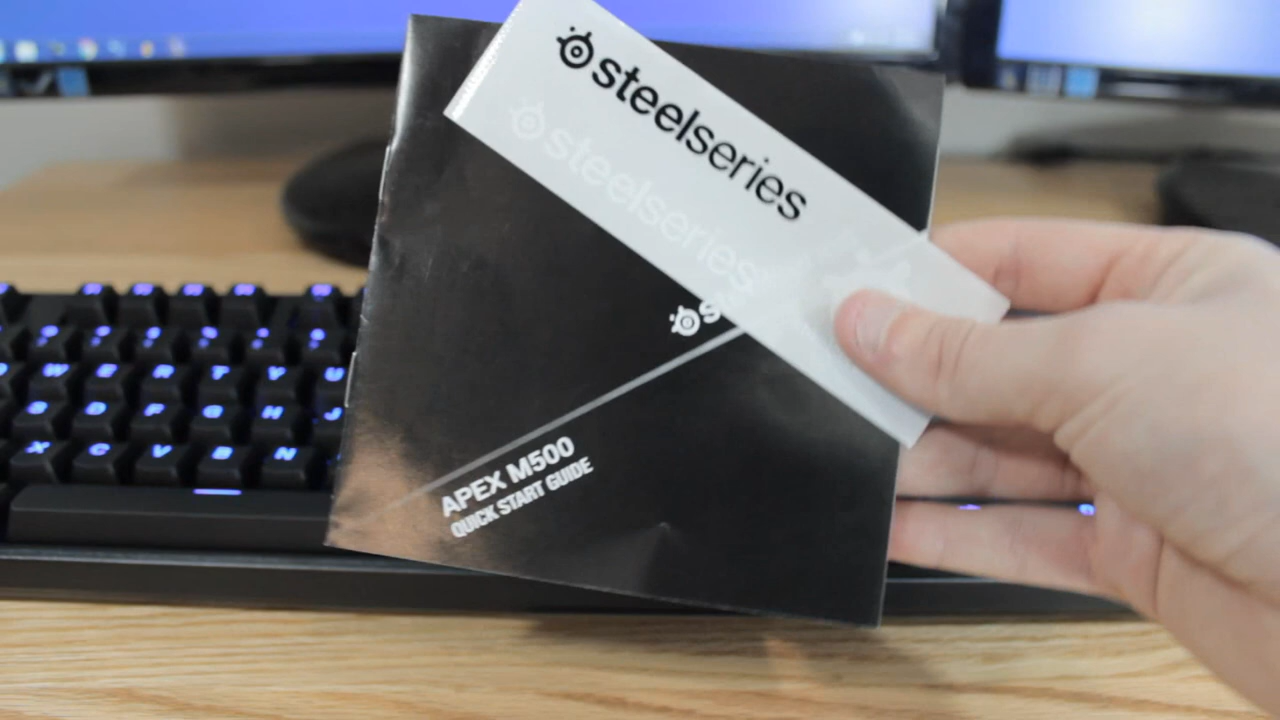 steelseries
steelseries
s
APEX M500
QUICK START GUIDE
W E R T Y U
S D F G H J
X C V B N